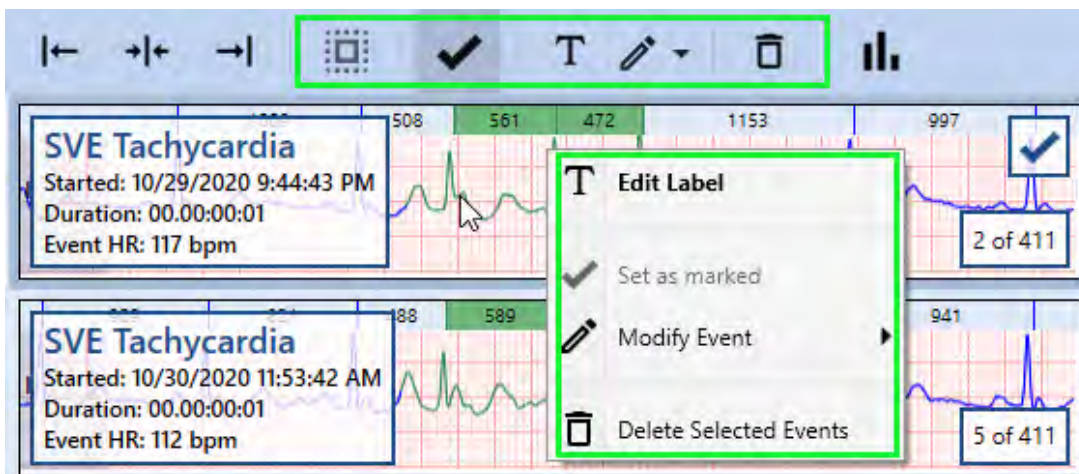 T
508 561 472 1153 997
SVE Tachycardia
Started: 10/29/2020 9:44:43 PM
Duration: 00.00:00:01
Event HR: 117 bpm
2 of 411
T Edit Label
Set as marked
Modify Event
Delete Selected Events
589 941
SVE Tachycardia
Started: 10/30/2020 11:53:42 AM
Duration: 00.00:00:01
Event HR: 112 bpm
5 of 411